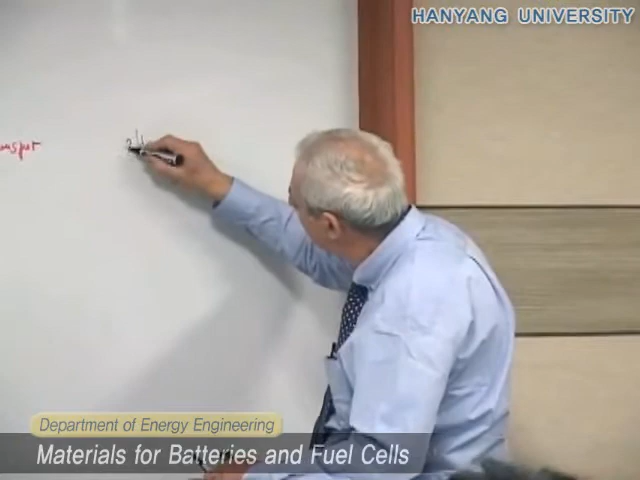 HANYANG UNIVERSITY
Department of Energy Engineering
Materials for Batteries and Fuel Cells